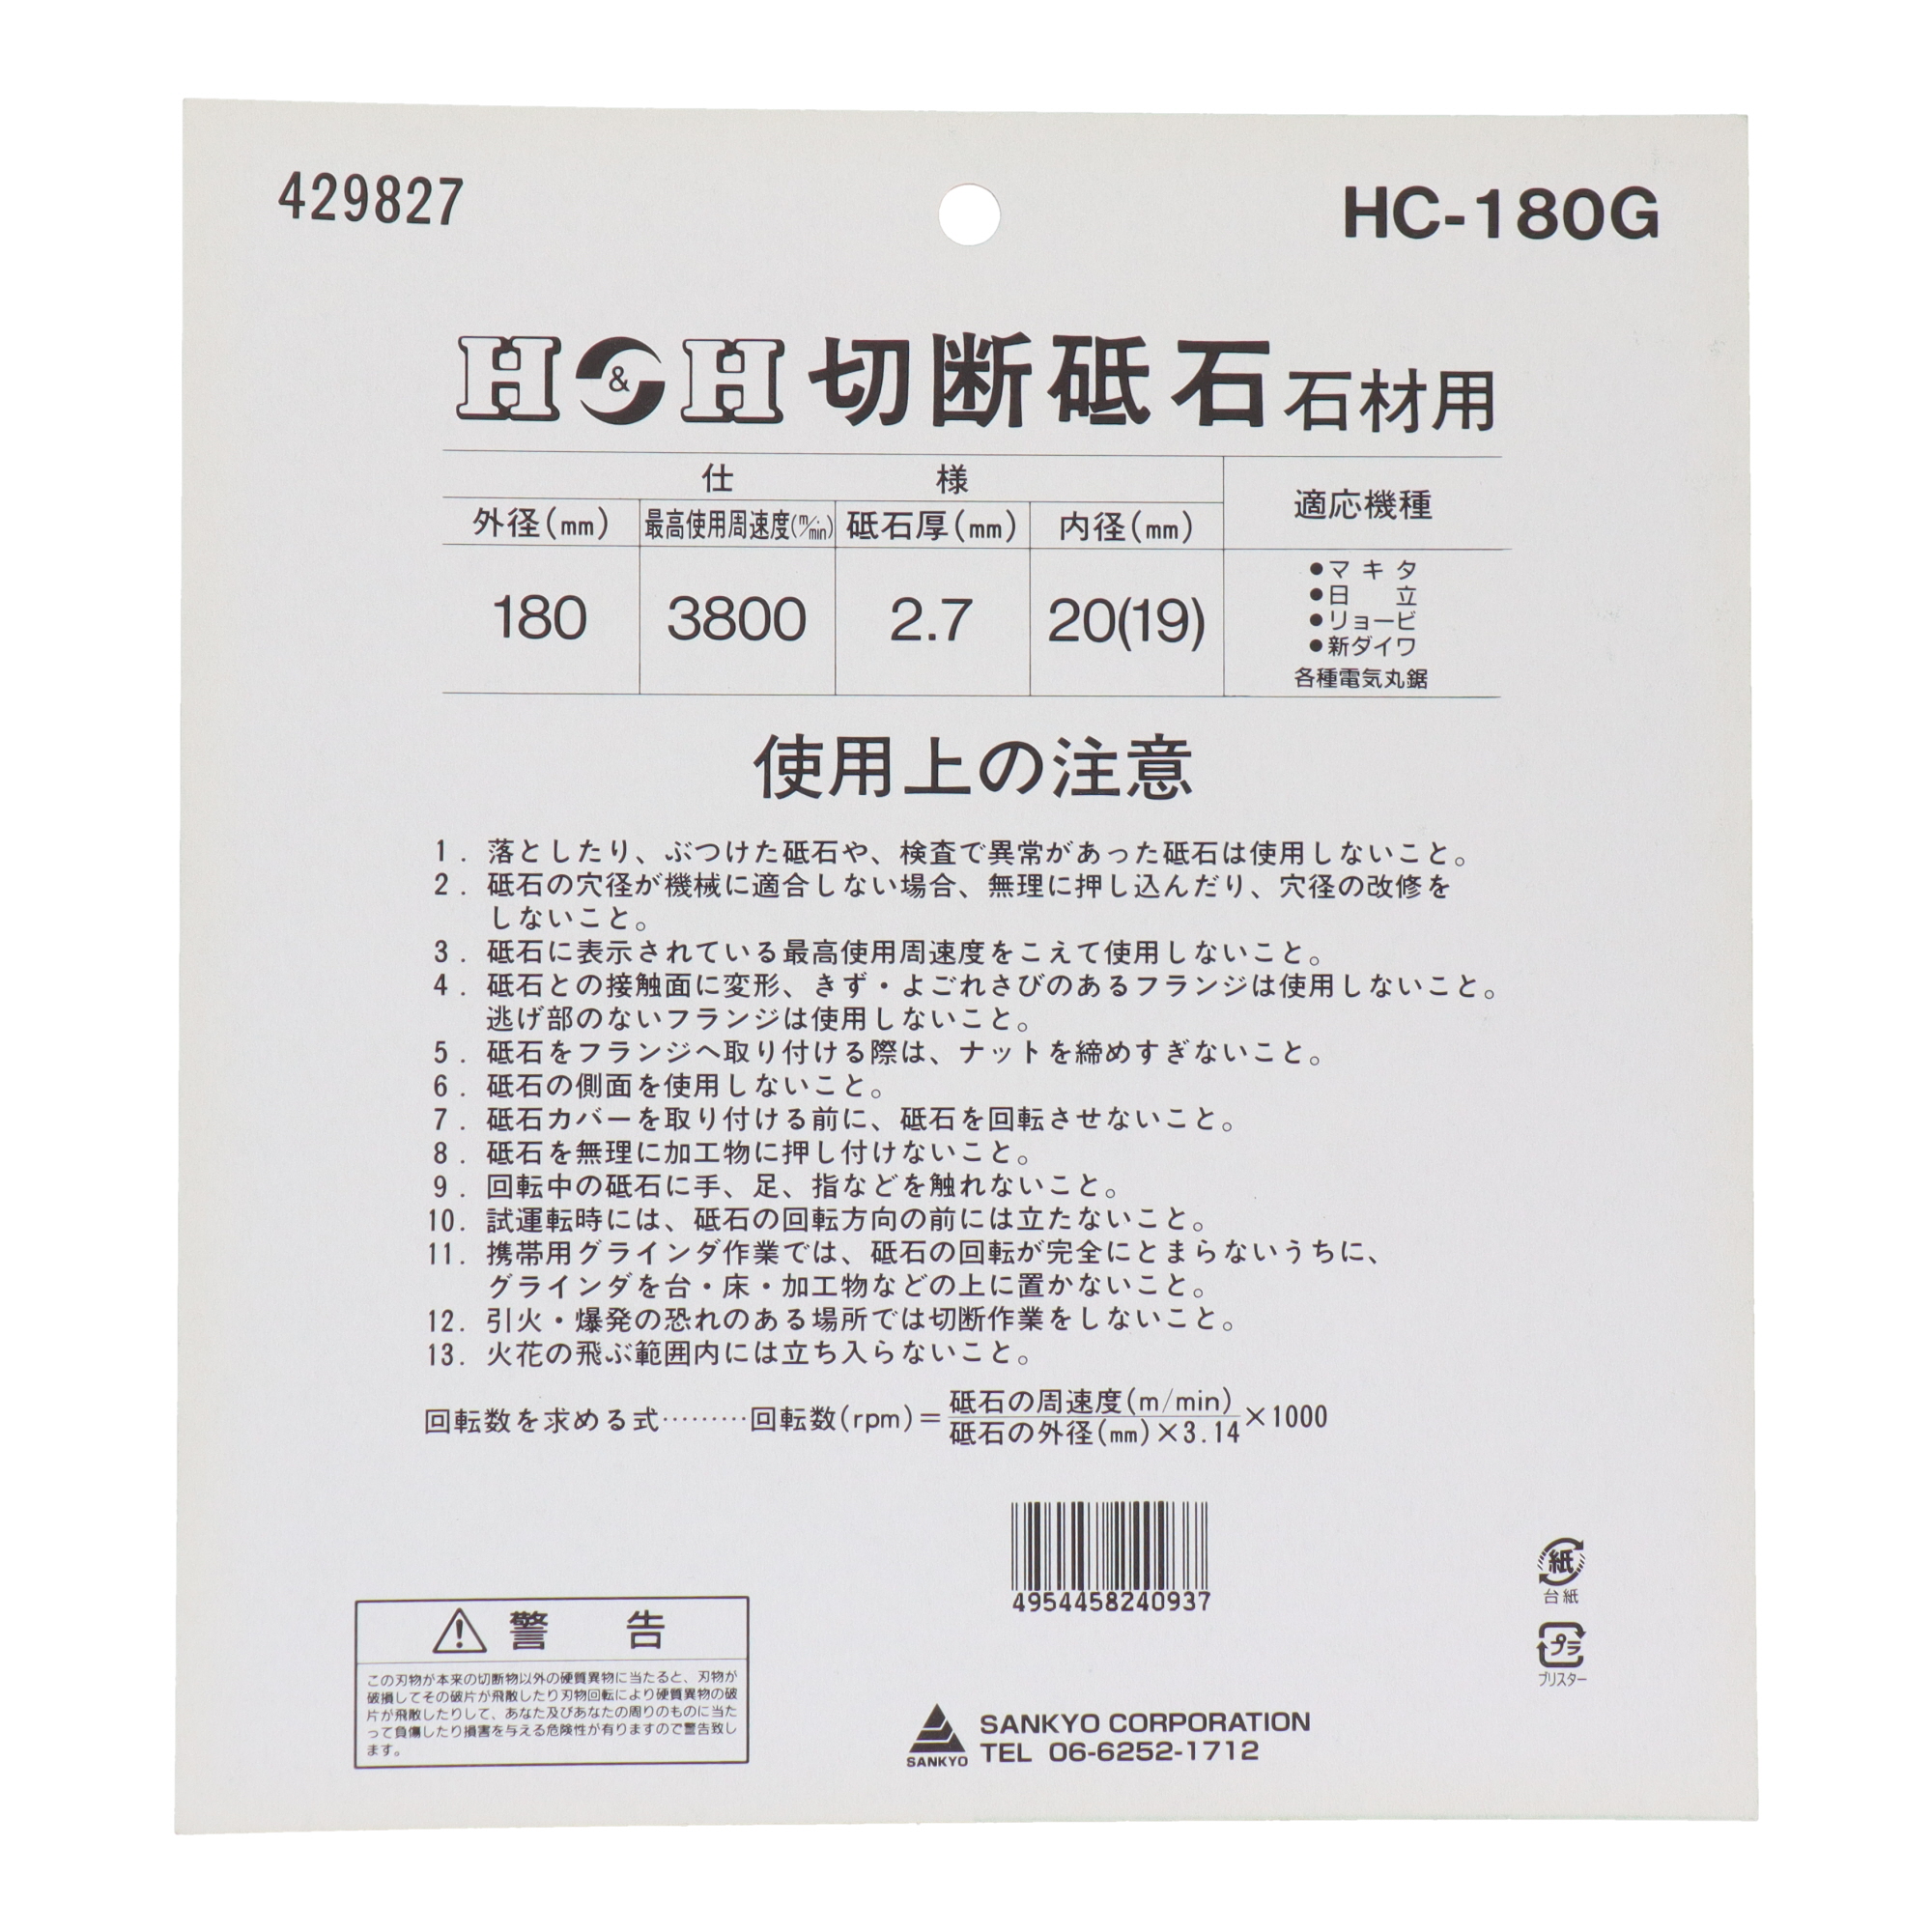 429827
HC-180G
H&H 切断砥石 石材用
仕様
適応機種
外径(mm) 最高使用周速度(m/min) 砥石厚(mm) 内径(mm)
180 3800 2.7 20(19)
●マキタ
●日立
●リョービ
●新ダイワ
各種電気丸鋸
使用上の注意
1. 落としたり、ぶつけた砥石や、検査で異常があった砥石は使用しないこと。
2. 砥石の穴径が機械に適合しない場合、無理に押し込んだり、穴径の改修を
しないこと。
3. 砥石に表示されている最高使用周速度をこえて使用しないこと。
4. 砥石との接触面に変形、きず・よごれさびのあるフランジは使用しないこと。
逃げ部のないフランジは使用しないこと。
5. 砥石をフランジへ取り付ける際は、ナットを締めすぎないこと。
6. 砥石の側面を使用しないこと。
7. 砥石カバーを取り付ける前に、砥石を回転させないこと。
8. 砥石を無理に加工物に押し付けないこと。
9. 回転中の砥石に手、足、指などを触れないこと。
10. 試運転時には、砥石の回転方向の前には立たないこと。
11. 携帯用グラインダ作業では、砥石の回転が完全にとまらないうちに、
グラインダを台・床・加工物などの上に置かないこと。
12. 引火・爆発の恐れのある場所では切断作業をしないこと。
13. 火花の飛ぶ範囲内には立ち入らないこと。
回転数を求める式………回転数(rpm)=砥石の周速度(m/min)/砥石の外径(mm)×3.14×1000
4954458240937
紙
台紙
プラ
ブリスター
警告
この刃物が本来の切断物以外の硬質異物に当たると、刃物が
破損してその破片が飛散したり刃物回転により硬質異物の破
片が飛散したりして、あなた及びあなたの周りのものに当た
って負傷したり損害を与える危険性が有りますので警告致し
ます。
SANKYO
SANKYO CORPORATION
TEL 06-6252-1712